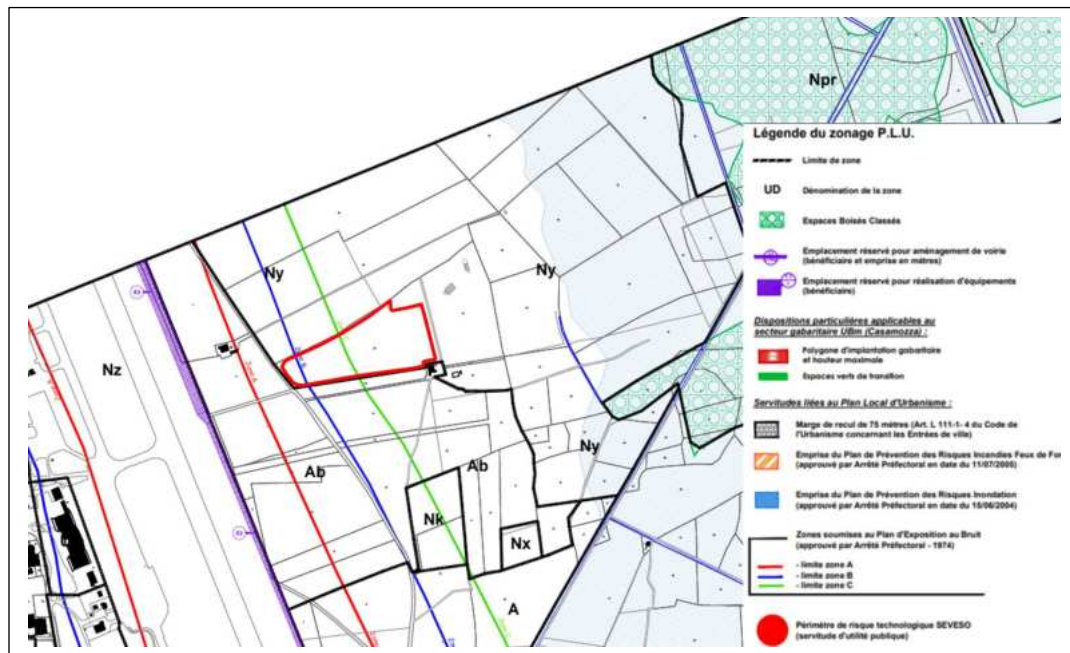 Npr
Ny
Ny
Nz
Ab
Ab
Ny
Nk
Nx
A
Légende du zonage P.L.U.
Limite de zone
UD Dénomination de la zone
Espaces Boisés Classés
Emplacement réservé pour aménagement de voirie
(bénéficiaire et emprise en mètres)
Emplacement réservé pour réalisation d'équipements
(bénéficiaire)
Dispositions particulières applicables au
secteur gabaritaire UBm (Casamozza) :
Polygone d'implantation gabaritaire
et hauteur maximale
Espaces verts de transition
Servitudes liées au Plan Local d'Urbanisme :
Marge de recul de 75 mètres (Art. L 111-1- 4 du Code de
l'Urbanisme concernant les Entrées de ville)
Emprise du Plan de Prévention des Risques Incendies Feux de For
(approuvé par Arrêté Préfectoral en date du 11/07/2005)
Emprise du Plan de Prévention des Risques Inondation
(approuvé par Arrêté Préfectoral en date du 15/06/2004)
Zones soumises au Plan d'Exposition au Bruit
(approuvé par Arrêté Préfectoral - 1974)
- limite zone A
- limite zone B
- limite zone C
Périmètre de risque technologique SEVESO
(servitude d'utilité publique)